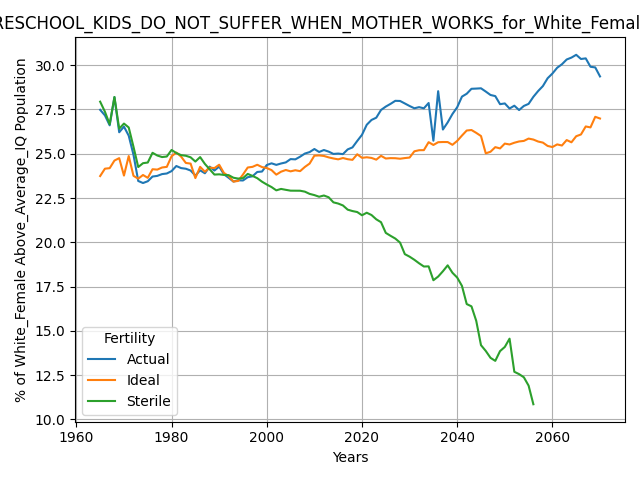 RESCHOOL_KIDS_DO_NOT_SUFFER_WHEN_MOTHER_WORKS_for_White_Femal
% of White_Female Above_Average_IQ Population
30.0
27.5
25.0
22.5
20.0
17.5
15.0
12.5
10.0
Fertility
Actual
Ideal
Sterile
1960 1980 2000 2020 2040 2060
Years